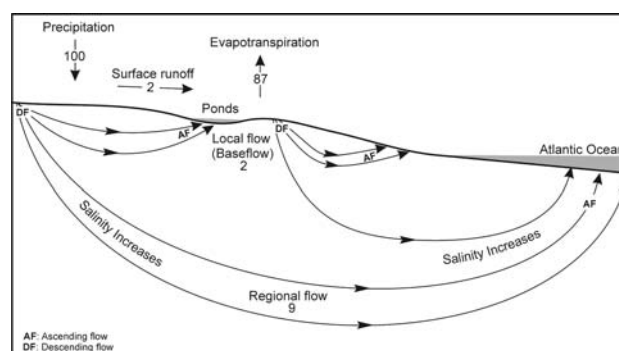 Precipitation
100
Evapotranspiration
87
Surface runoff
2
Ponds
DF
AF
DF
Local flow
(Baseflow)
2
AF
Atlantic Ocean
AF
Salinity Increases
Salinity Increases
Regional flow
9
AF: Ascending flow
DF: Descending flow